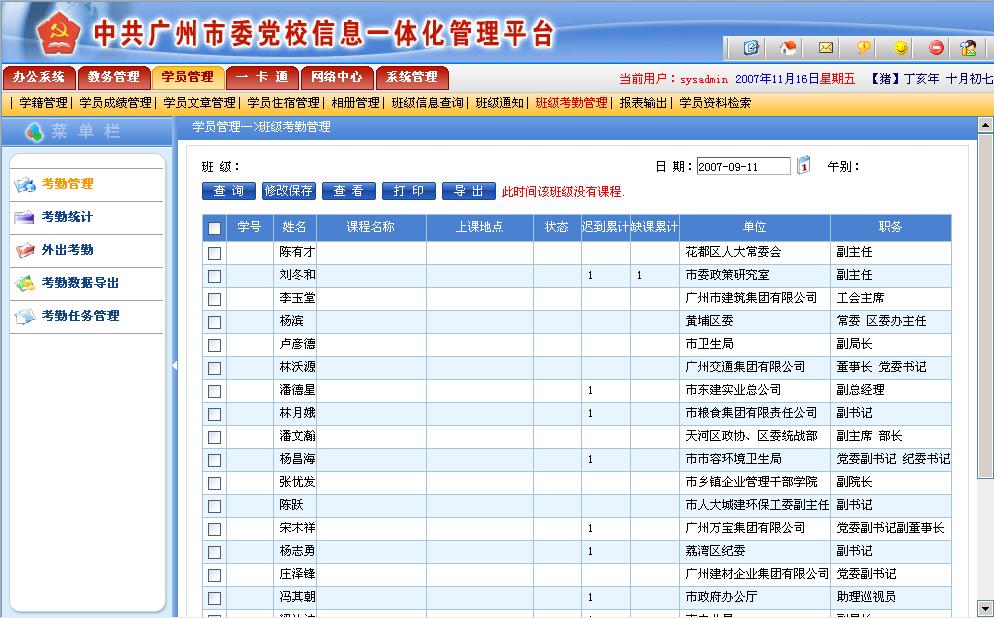 中共广州市委党校信息一体化管理平台
办公系统 教务管理 学员管理 一 卡 通 网络中心 系统管理
当前用户：sysadmin 2007年11月16日星期五 【猪】丁亥年 十月初七
| 学籍管理| 学员成绩管理| 学员文章管理| 学员住宿管理| 相册管理| 班级信息查询| 班级通知| 班级考勤管理| 报表输出| 学员资料检索
菜 单 栏
考勤管理
考勤统计
外出考勤
考勤数据导出
考勤任务管理
学员管理—>班级考勤管理
班 级： 日 期：2007-09-11 1 午别：
查 询 修改保存 查 看 打 印 导 出 此时间该班级没有课程.
学号 姓名 课程名称 上课地点 状态 迟到累计 缺课累计 单位 职务
陈有才 花都区人大常委会 副主任
刘冬和 1 1 市委政策研究室 副主任
李玉堂 广州市建筑集团有限公司 工会主席
杨滨 黄埔区委 常委 区委办主任
卢彦德 市卫生局 副局长
林沃源 广州交通集团有限公司 董事长 党委书记
潘德星 1 市东建实业总公司 副总经理
林月娥 1 市粮食集团有限责任公司 副书记
潘文瀚 天河区政协、区委统战部 副主席 部长
杨昌海 1 市市容环境卫生局 党委副书记 纪委书记
张优发 市乡镇企业管理干部学院 副院长
陈跃 市人大城建环保工委副主任 副书记
宋木祥 1 广州万宝集团有限公司 党委副书记副董事长
杨志勇 1 荔湾区纪委 副书记
庄泽锋 广州建材企业集团有限公司 党委副书记
冯其朝 1 市政府办公厅 助理巡视员